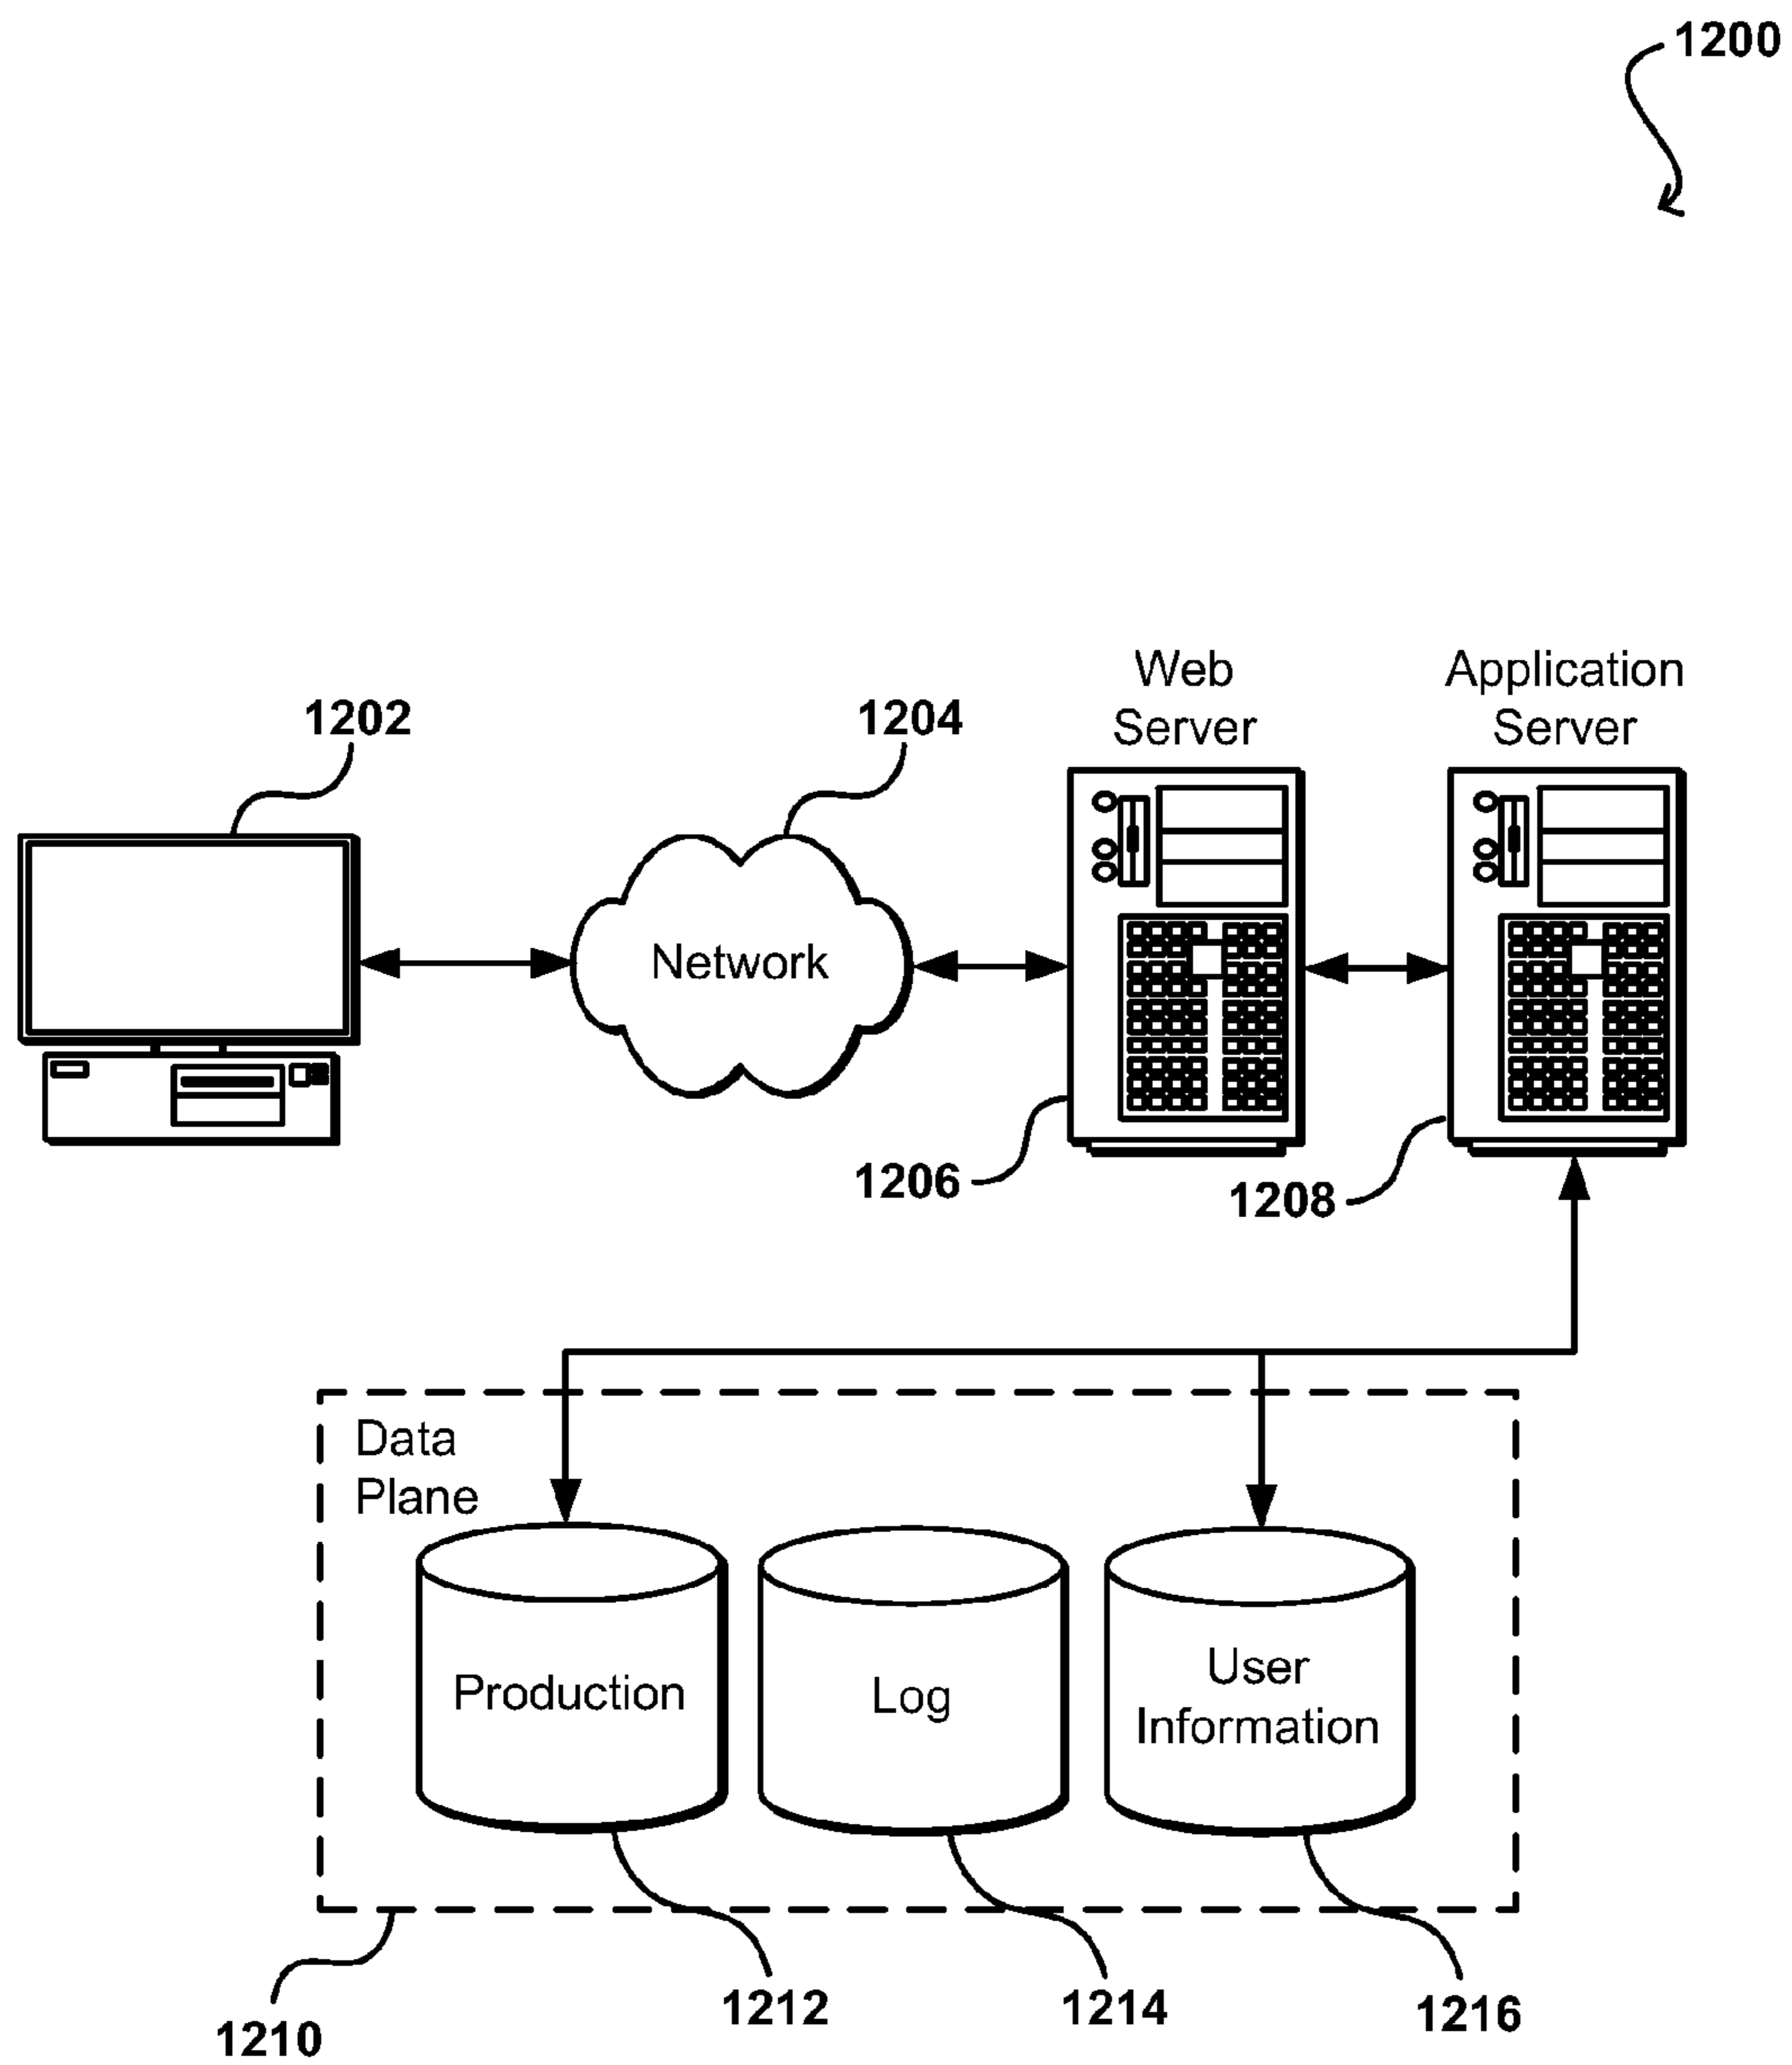 1200
Web
Server
Application
Server
1202
1204
Network
1206
1208
Data
Plane
Production
Log
User
Information
1210
1212
1214
1216